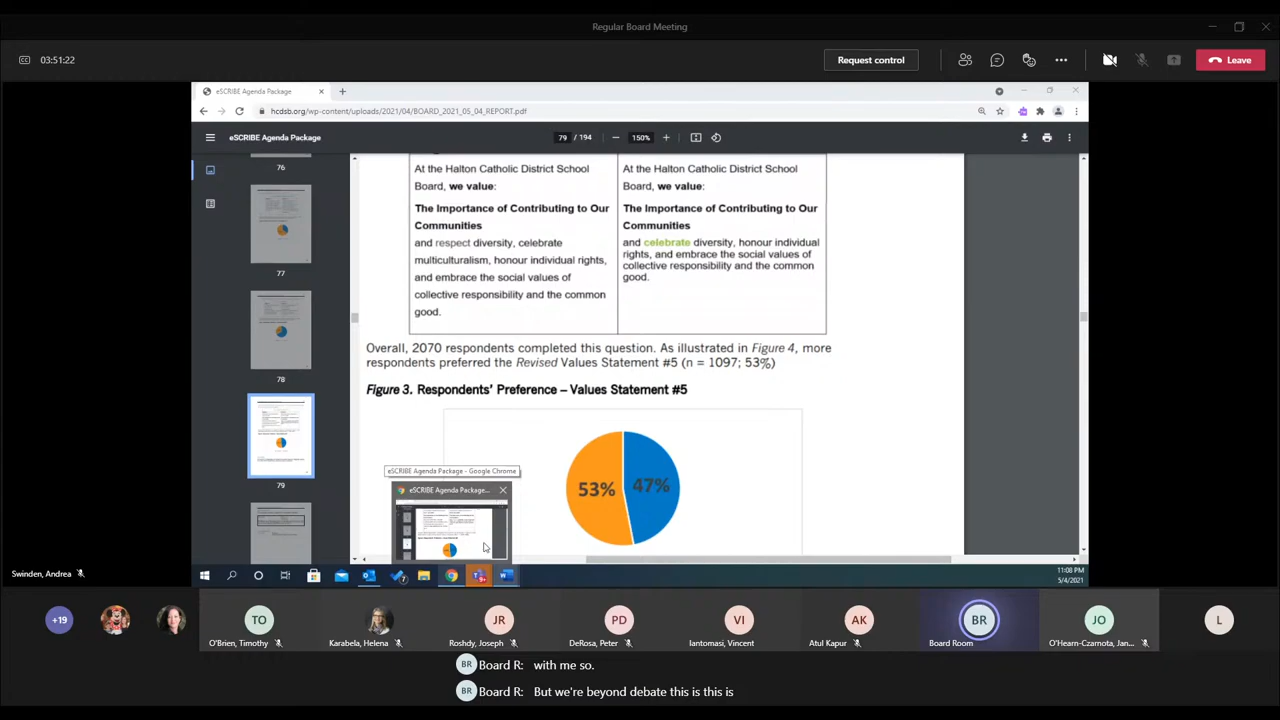 Regular Board Meeting
CC
03:51:22
Request control
Leave
eSCRIBE Agenda Package
hcdsb.org/wp-content/uploads/2021/04/BOARD_2021_05_04_REPORT.pdf
eSCRIBE Agenda Package
79 / 194
150%
76
77
78
79
At the Halton Catholic District School
Board, we value:
The Importance of Contributing to Our
Communities
and respect diversity, celebrate
multiculturalism, honour individual rights,
and embrace the social values of
collective responsibility and the common
good.
At the Halton Catholic District School
Board, we value:
The Importance of Contributing to Our
Communities
and celebrate diversity, honour individual
rights, and embrace the social values of
collective responsibility and the common
good.
Overall, 2070 respondents completed this question. As illustrated in Figure 4, more
respondents preferred the Revised Values Statement #5 (n = 1097; 53%)
Figure 3. Respondents' Preference – Values Statement #5
53%
47%
eSCRIBE Agenda Package - Google Chrome
eSCRIBE Agenda Package...
11:08 PM
5/4/2021
Swinden, Andrea
+19
TO
O'Brien, Timothy
Karabela, Helena
JR
Roshdy, Joseph
PD
DeRosa, Peter
VI
Iantomasi, Vincent
AK
Atul Kapur
BR
Board Room
JO
O'Hearn-Czarnota, Jan...
L
BR Board R: with me so.
BR Board R: But we're beyond debate this is this is